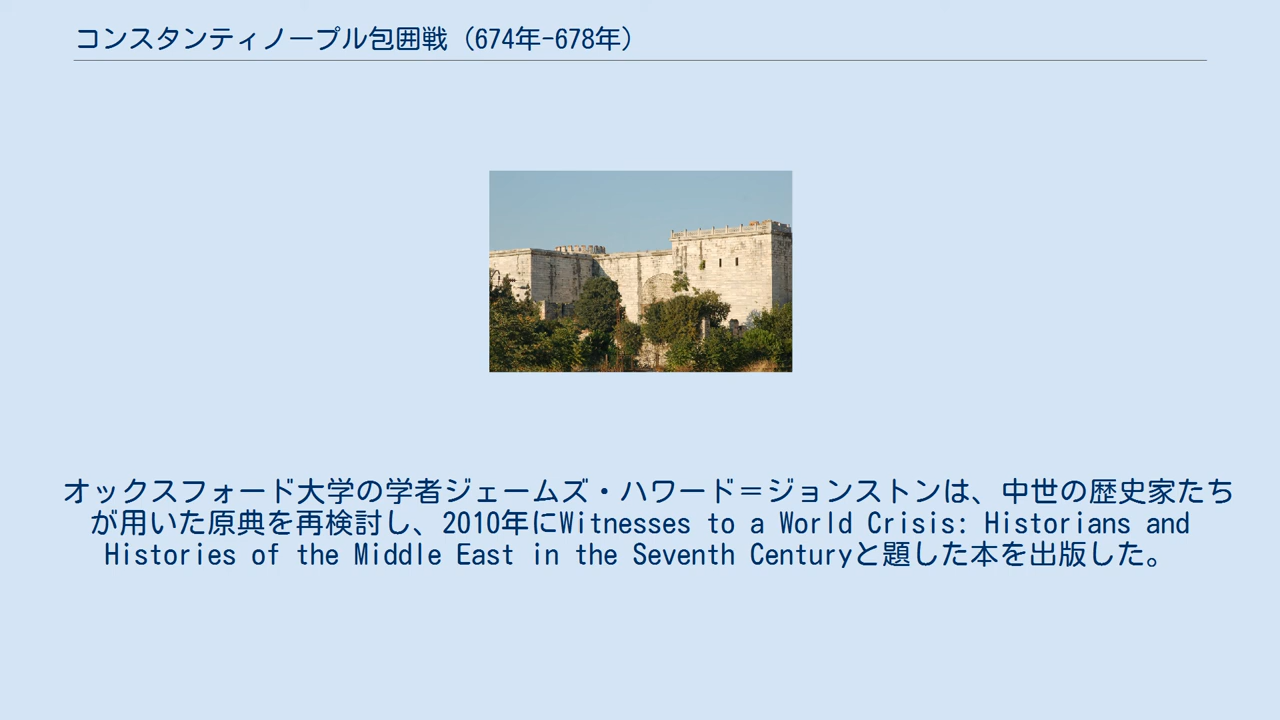 コンスタンティノープル包囲戦（674年-678年）
オックスフォード大学の学者ジェームズ・ハワード＝ジョンストンは、中世の歴史家たち
が用いた原典を再検討し、2010年にWitnesses to a World Crisis: Historians and
Histories of the Middle East in the Seventh Centuryと題した本を出版した。